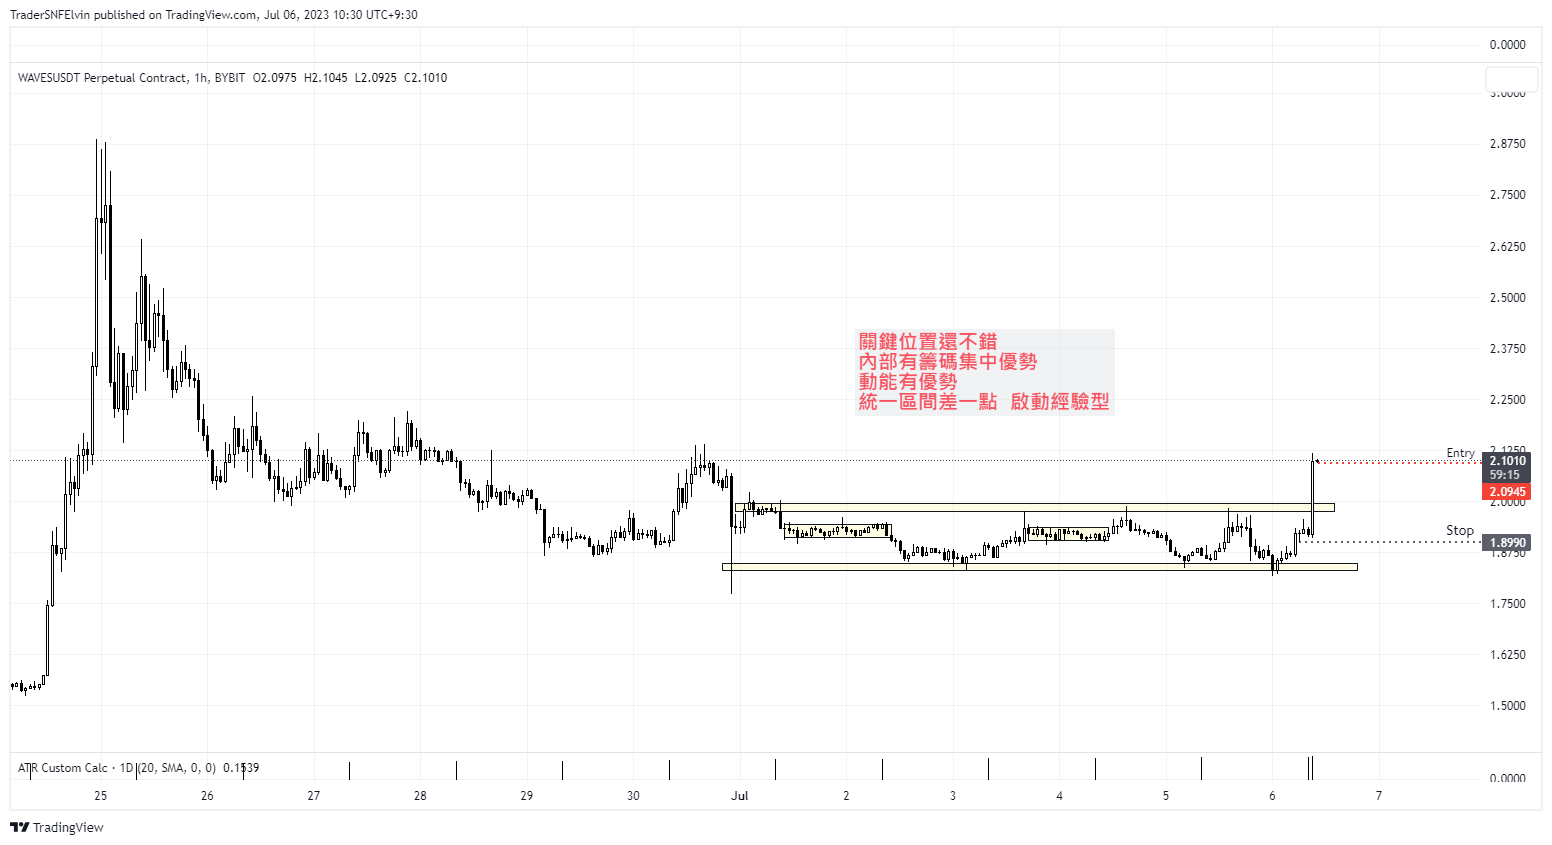 TraderSNFElvin published on TradingView.com, Jul 06, 2023 10:30 UTC+9:30
0.0000
WAVESUSDT Perpetual Contract, 1h, BYBIT O2.0975 H2.1045 L2.0925 C2.1010
3.0000
2.8750
2.7500
2.6250
2.5000
2.3750
關鍵位置還不錯
內部有籌碼集中優勢
動能有優勢
統一區間差一點 啟動經驗型
2.2500
2.1250
Entry
2.1010
59:15
2.0945
2.0000
Stop
1.8990
1.8750
1.7500
1.6250
1.5000
ATR Custom Calc · 1D (20, SMA, 0, 0) 0.1539
0.0000
25 26 27 28 29 30 Jul 2 3 4 5 6 7
TradingView